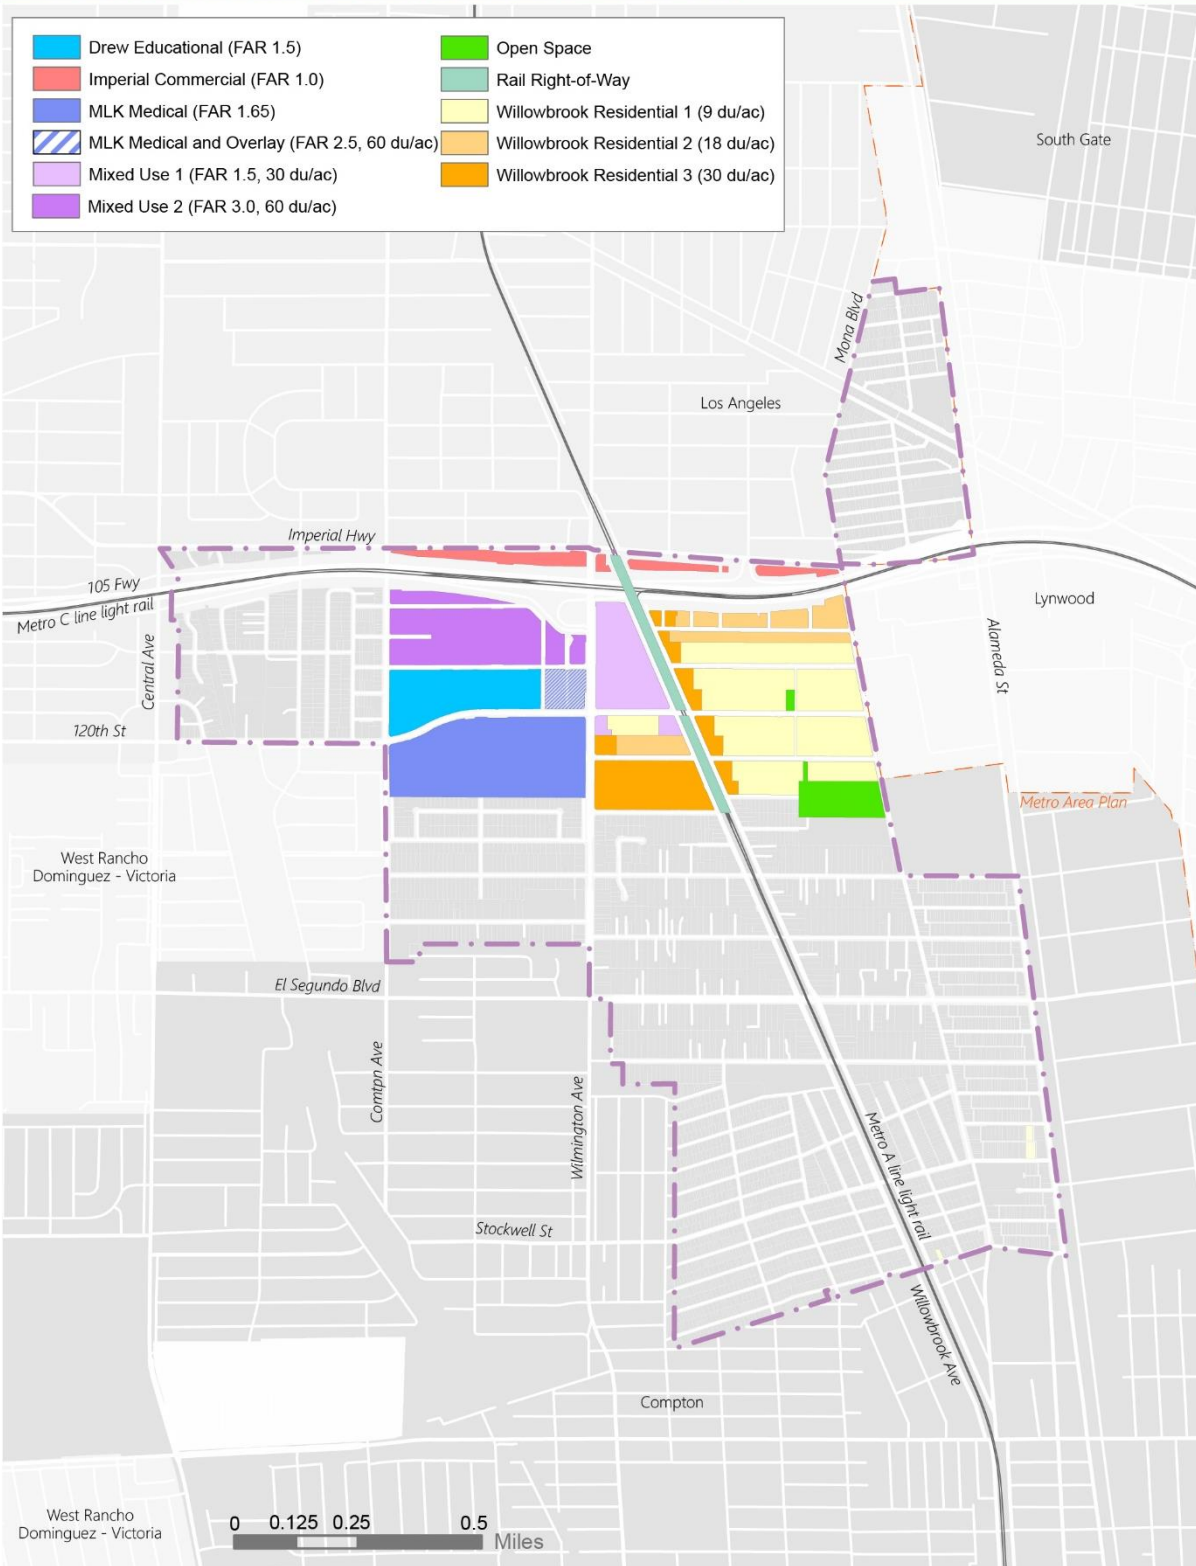 Drew Educational (FAR 1.5)
Imperial Commercial (FAR 1.0)
MLK Medical (FAR 1.65)
MLK Medical and Overlay (FAR 2.5, 60 du/ac)
Mixed Use 1 (FAR 1.5, 30 du/ac)
Mixed Use 2 (FAR 3.0, 60 du/ac)
Open Space
Rail Right-of-Way
Willowbrook Residential 1 (9 du/ac)
Willowbrook Residential 2 (18 du/ac)
Willowbrook Residential 3 (30 du/ac)
South Gate
Mona Blvd
Los Angeles
Imperial Hwy
105 Fwy
Metro C line light rail
Lynwood
Central Ave
Alameda St
120th St
Metro Area Plan
West Rancho
Dominguez - Victoria
El Segundo Blvd
Comtpn Ave
Wilmington Ave
Metro A line light rail
Stockwell St
Willowbrook Ave
Compton
West Rancho
Dominguez - Victoria
0 0.125 0.25 0.5
Miles